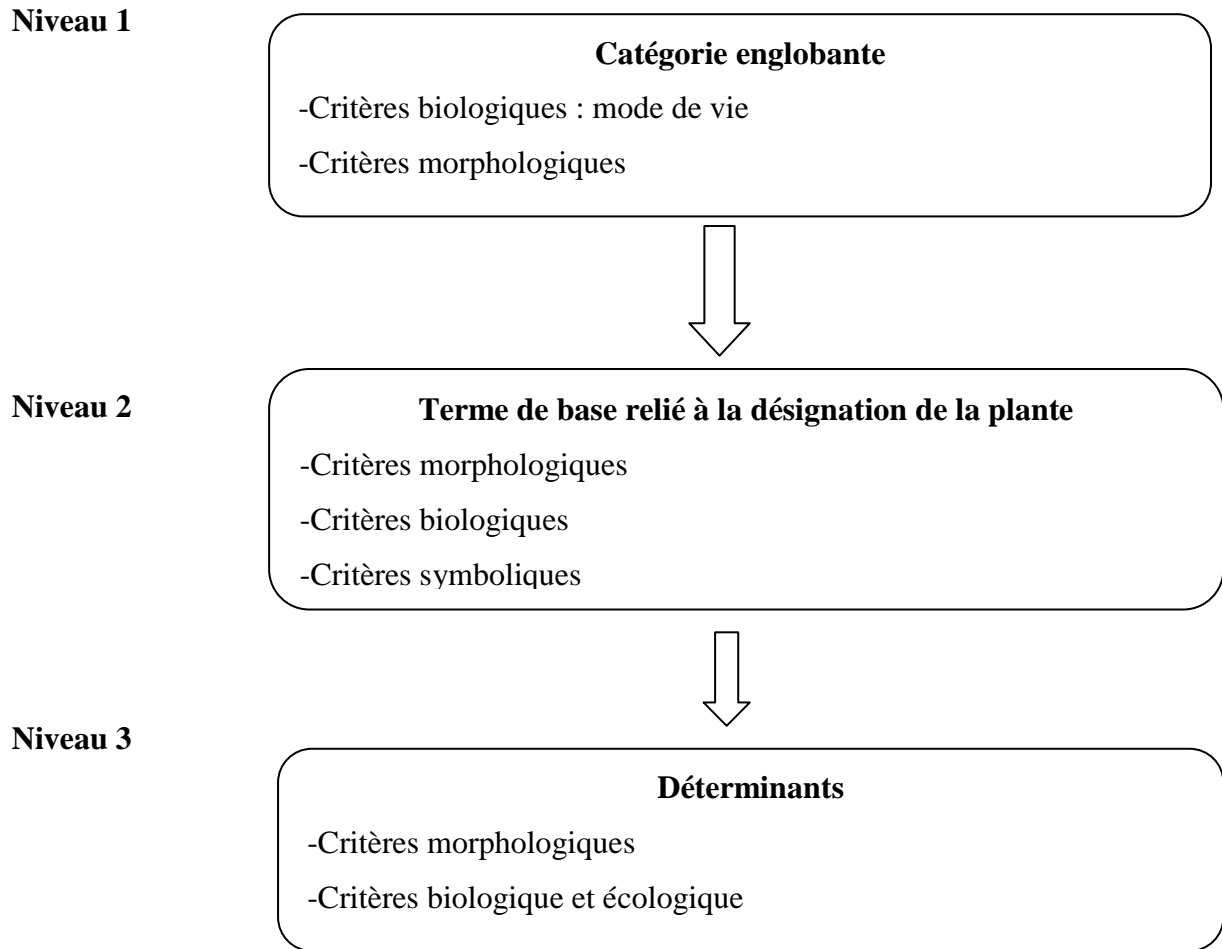 Niveau 1
Catégorie englobante
-Critères biologiques : mode de vie
-Critères morphologiques
Niveau 2
Terme de base relié à la désignation de la plante
-Critères morphologiques
-Critères biologiques
-Critères symboliques
Niveau 3
Déterminants
-Critères morphologiques
-Critères biologique et écologique